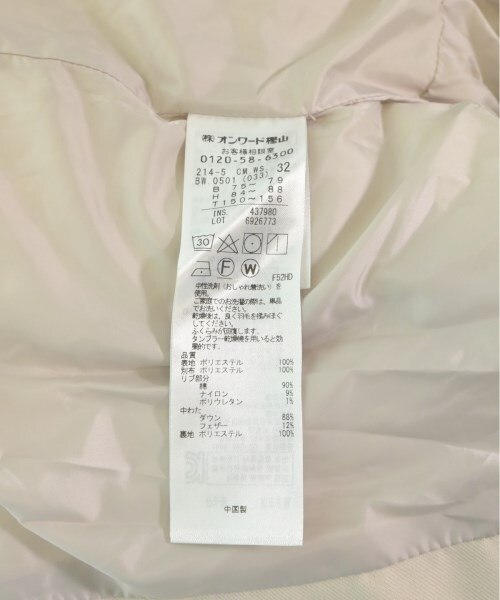 ㈱ オンワード樫山
お客様相談室
0120-58-6300
214-5 CM.WS. 32
BW.0501 (033)
B 75～79
H 84～88
T 150～156
INS. 437980
LOT 6926773
30
F W
F52HD
中性洗剤(おしゃれ着洗い)を
使用。
ご家庭でのお洗濯の際は、単品
でお洗いください。
乾燥後は、良く羽毛を揉みほぐ
してください。
ふくらみが回復します。
タンブラー乾燥機を用いると効
果的です。
品質
表地 ポリエステル 100%
別布 ポリエステル 100%
リブ部分
綿 90%
ナイロン 9%
ポリウレタン 1%
中わた
ダウン 88%
フェザー 12%
裏地 ポリエステル 100%
中国製